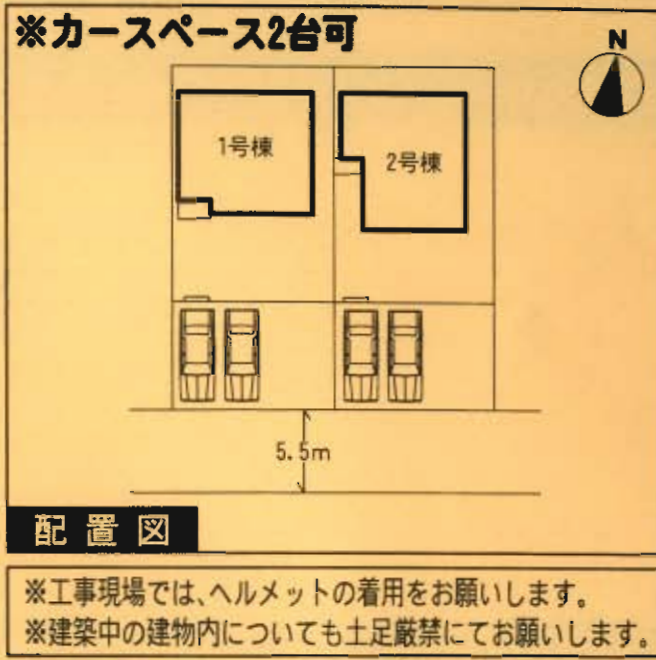 ※カースペース2台可
N
1号棟
2号棟
5.5m
配置図
※工事現場では、ヘルメットの着用をお願いします。
※建築中の建物内についても土足厳禁にてお願いします。